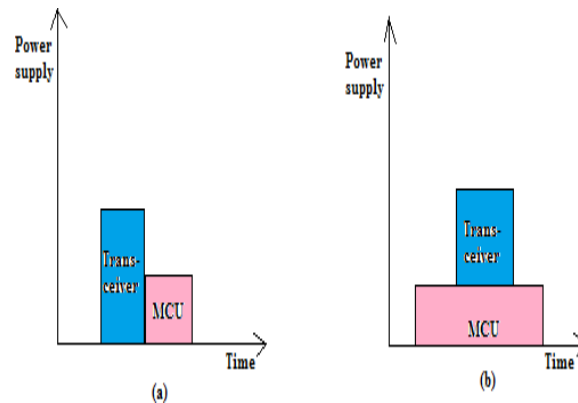 Power
supply
Trans-
ceiver
MCU
Time
(a)
Power
supply
Trans-
ceiver
MCU
Time
(b)